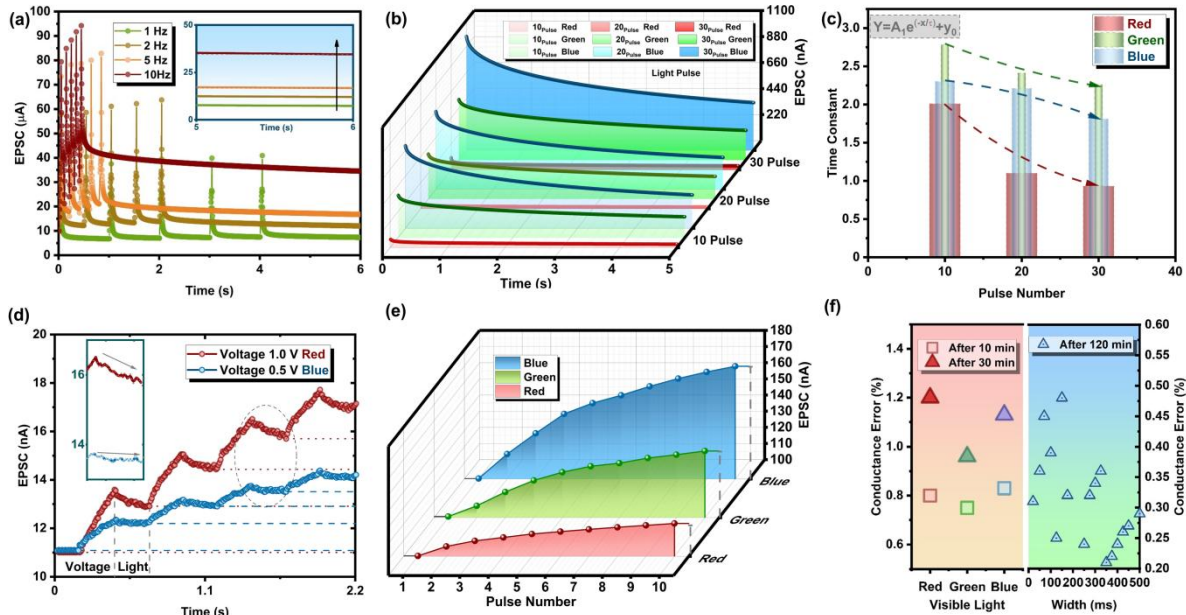 (a)
EPSC (μA)
100
90
80
70
60
50
40
30
20
10
0
1 Hz
2 Hz
5 Hz
10Hz
50
25
0
5
6
Time (s)
0
2
4
6
Time (s)
(b)
10Pulse Red
20Pulse Red
30Pulse Red
10Pulse Green
20Pulse Green
30Pulse Green
10Pulse Blue
20Pulse Blue
30Pulse Blue
Light Pulse
1100
880
660
440
220
EPSC (nA)
30 Pulse
20 Pulse
10 Pulse
0
1
2
3
4
5
Time (s)
(c)
Y=A1e(-x/τ)+y0
Red
Green
Blue
Time Constant
3.0
2.5
2.0
1.5
1.0
0.5
0.0
0
10
20
30
40
Pulse Number
(d)
EPSC (nA)
20
18
16
14
12
10
16
14
Voltage 1.0 V Red
Voltage 0.5 V Blue
Voltage
Light
0
1.1
2.2
Time (s)
(e)
Blue
Green
Red
180
170
160
150
140
130
120
110
100
EPSC (nA)
Blue
Green
Red
1
2
3
4
5
6
7
8
9
10
Pulse Number
(f)
Conductance Error (%)
1.4
1.2
1.0
0.8
0.6
After 10 min
After 30 min
After 120 min
0.60
0.55
0.50
0.45
0.40
0.35
0.30
0.25
0.20
Conductance Error (%)
Red Green Blue
Visible Light
0 100 200 300 400 500
Width (ms)